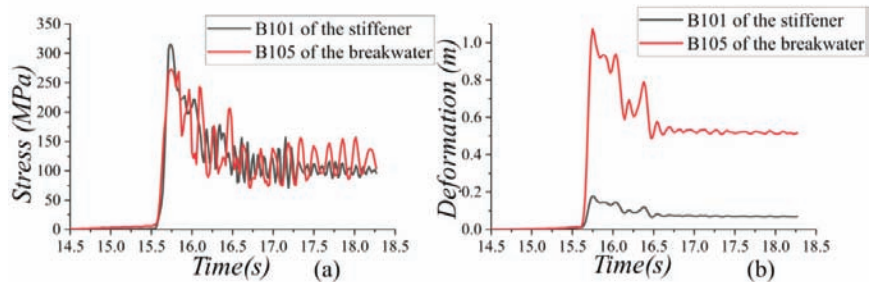 B101 of the stiffener
B105 of the breakwater
350
300
250
200
150
100
50
0
Stress (MPa)
14.5 15.0 15.5 16.0 16.5 17.0 17.5 18.0 18.5
Time(s) (a)
B101 of the stiffener
B105 of the breakwater
1.0
0.8
0.6
0.4
0.2
0.0
Deformation (m)
14.5 15.0 15.5 16.0 16.5 17.0 17.5 18.0 18.5
Time(s) (b)